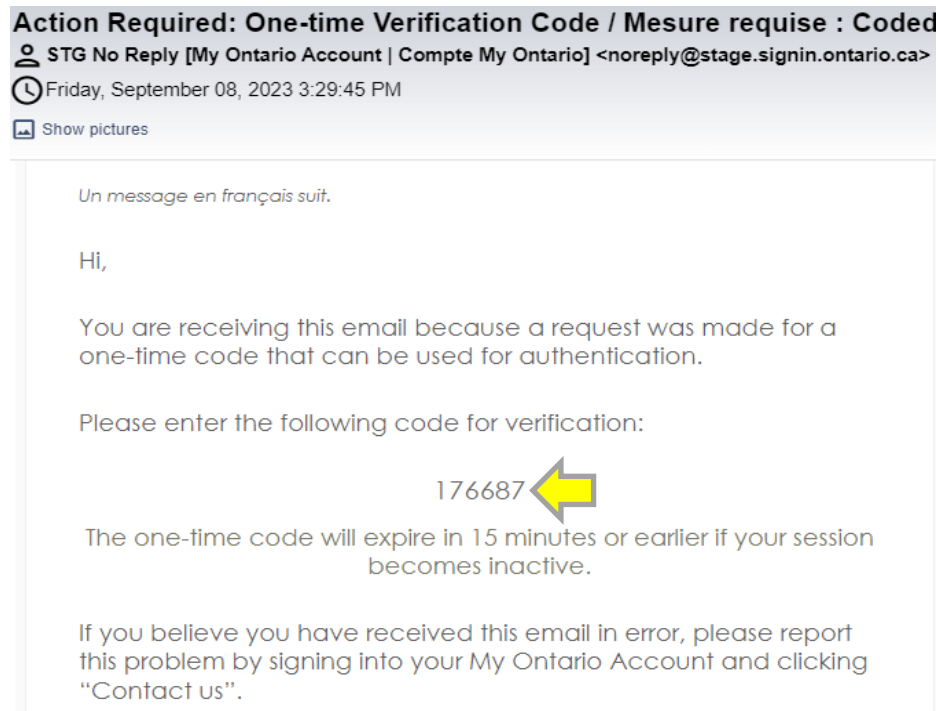 Action Required: One-time Verification Code / Mesure requise : Coded
STG No Reply [My Ontario Account | Compte My Ontario] <noreply@stage.signin.ontario.ca>
Friday, September 08, 2023 3:29:45 PM
Show pictures
Un message en français suit.
Hi,
You are receiving this email because a request was made for a
one-time code that can be used for authentication.
Please enter the following code for verification:
176687
The one-time code will expire in 15 minutes or earlier if your session
becomes inactive.
If you believe you have received this email in error, please report
this problem by signing into your My Ontario Account and clicking
“Contact us”.